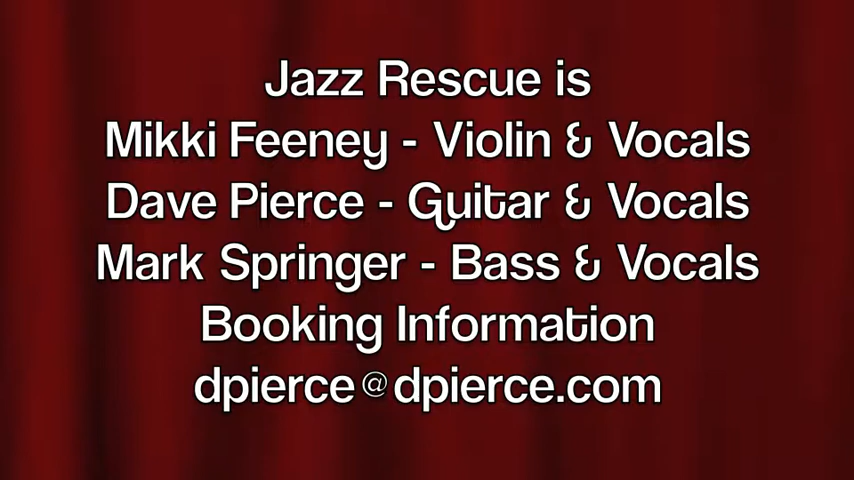 Jazz Rescue is
Mikki Feeney - Violin & Vocals
Dave Pierce - Guitar & Vocals
Mark Springer - Bass & Vocals
Booking Information
dpierce@dpierce.com